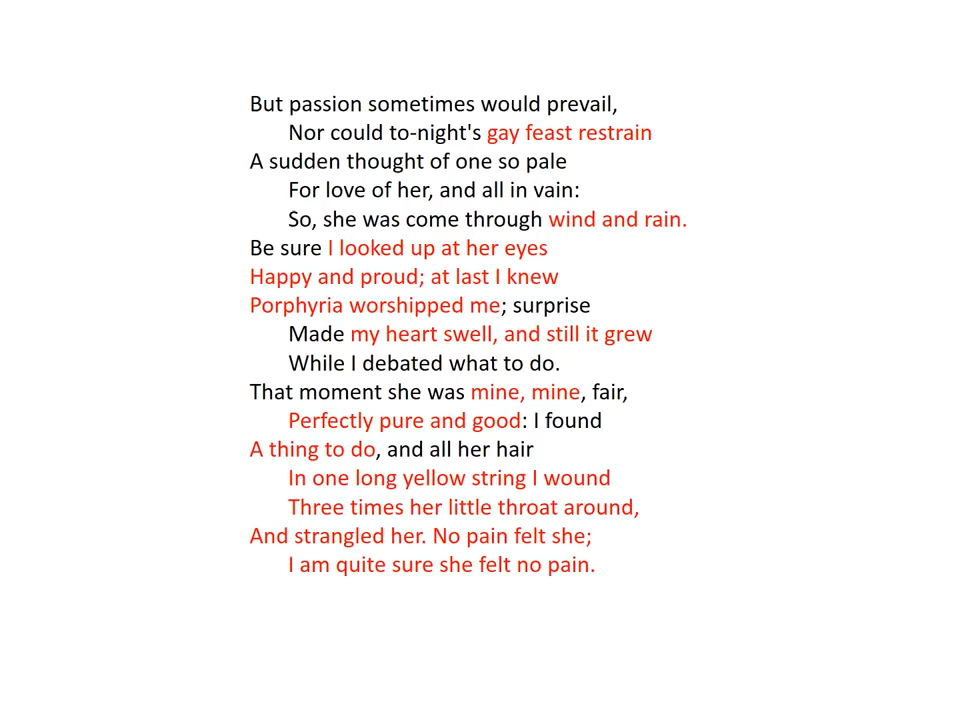 But passion sometimes would prevail,
Nor could to-night's gay feast restrain
A sudden thought of one so pale
For love of her, and all in vain:
So, she was come through wind and rain.
Be sure I looked up at her eyes
Happy and proud; at last I knew
Porphyria worshipped me; surprise
Made my heart swell, and still it grew
While I debated what to do.
That moment she was mine, mine, fair,
Perfectly pure and good: I found
A thing to do, and all her hair
In one long yellow string I wound
Three times her little throat around,
And strangled her. No pain felt she;
I am quite sure she felt no pain.